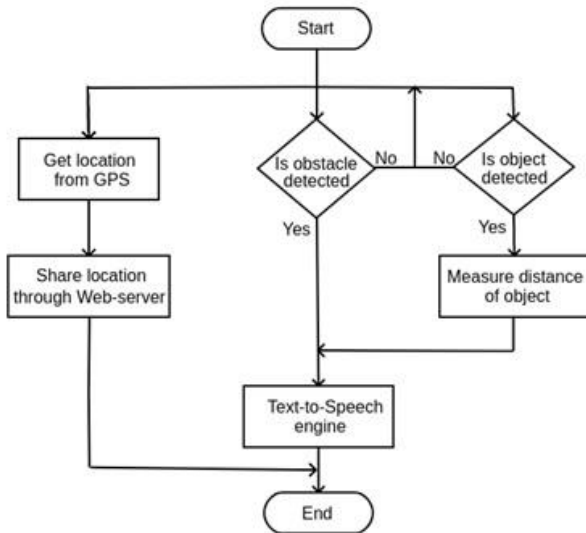 Start
Get location
from GPS
Is obstacle
detected
No
No
Is object
detected
Yes
Yes
Share location
through Web-server
Measure distance
of object
Text-to-Speech
engine
End